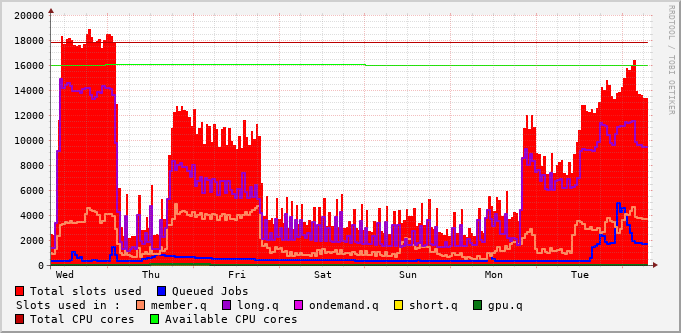 RRDTOOL / TOBI OETIKER
20000
18000
16000
14000
12000
10000
8000
6000
4000
2000
0
Wed Thu Fri Sat Sun Mon Tue
Total slots used Queued Jobs
Slots used in : member.q long.q ondemand.q short.q gpu.q
Total CPU cores Available CPU cores